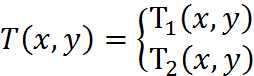 T(x, y) = { T₁(x, y)
T₂(x, y)